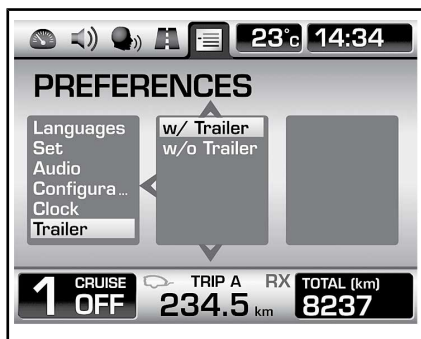 23°c 14:34
PREFERENCES
Languages
Set
Audio
Configura...
Clock
Trailer
w/ Trailer
w/o Trailer
1 CRUISE OFF
TRIP A RX
234.5 km
TOTAL (km)
8237